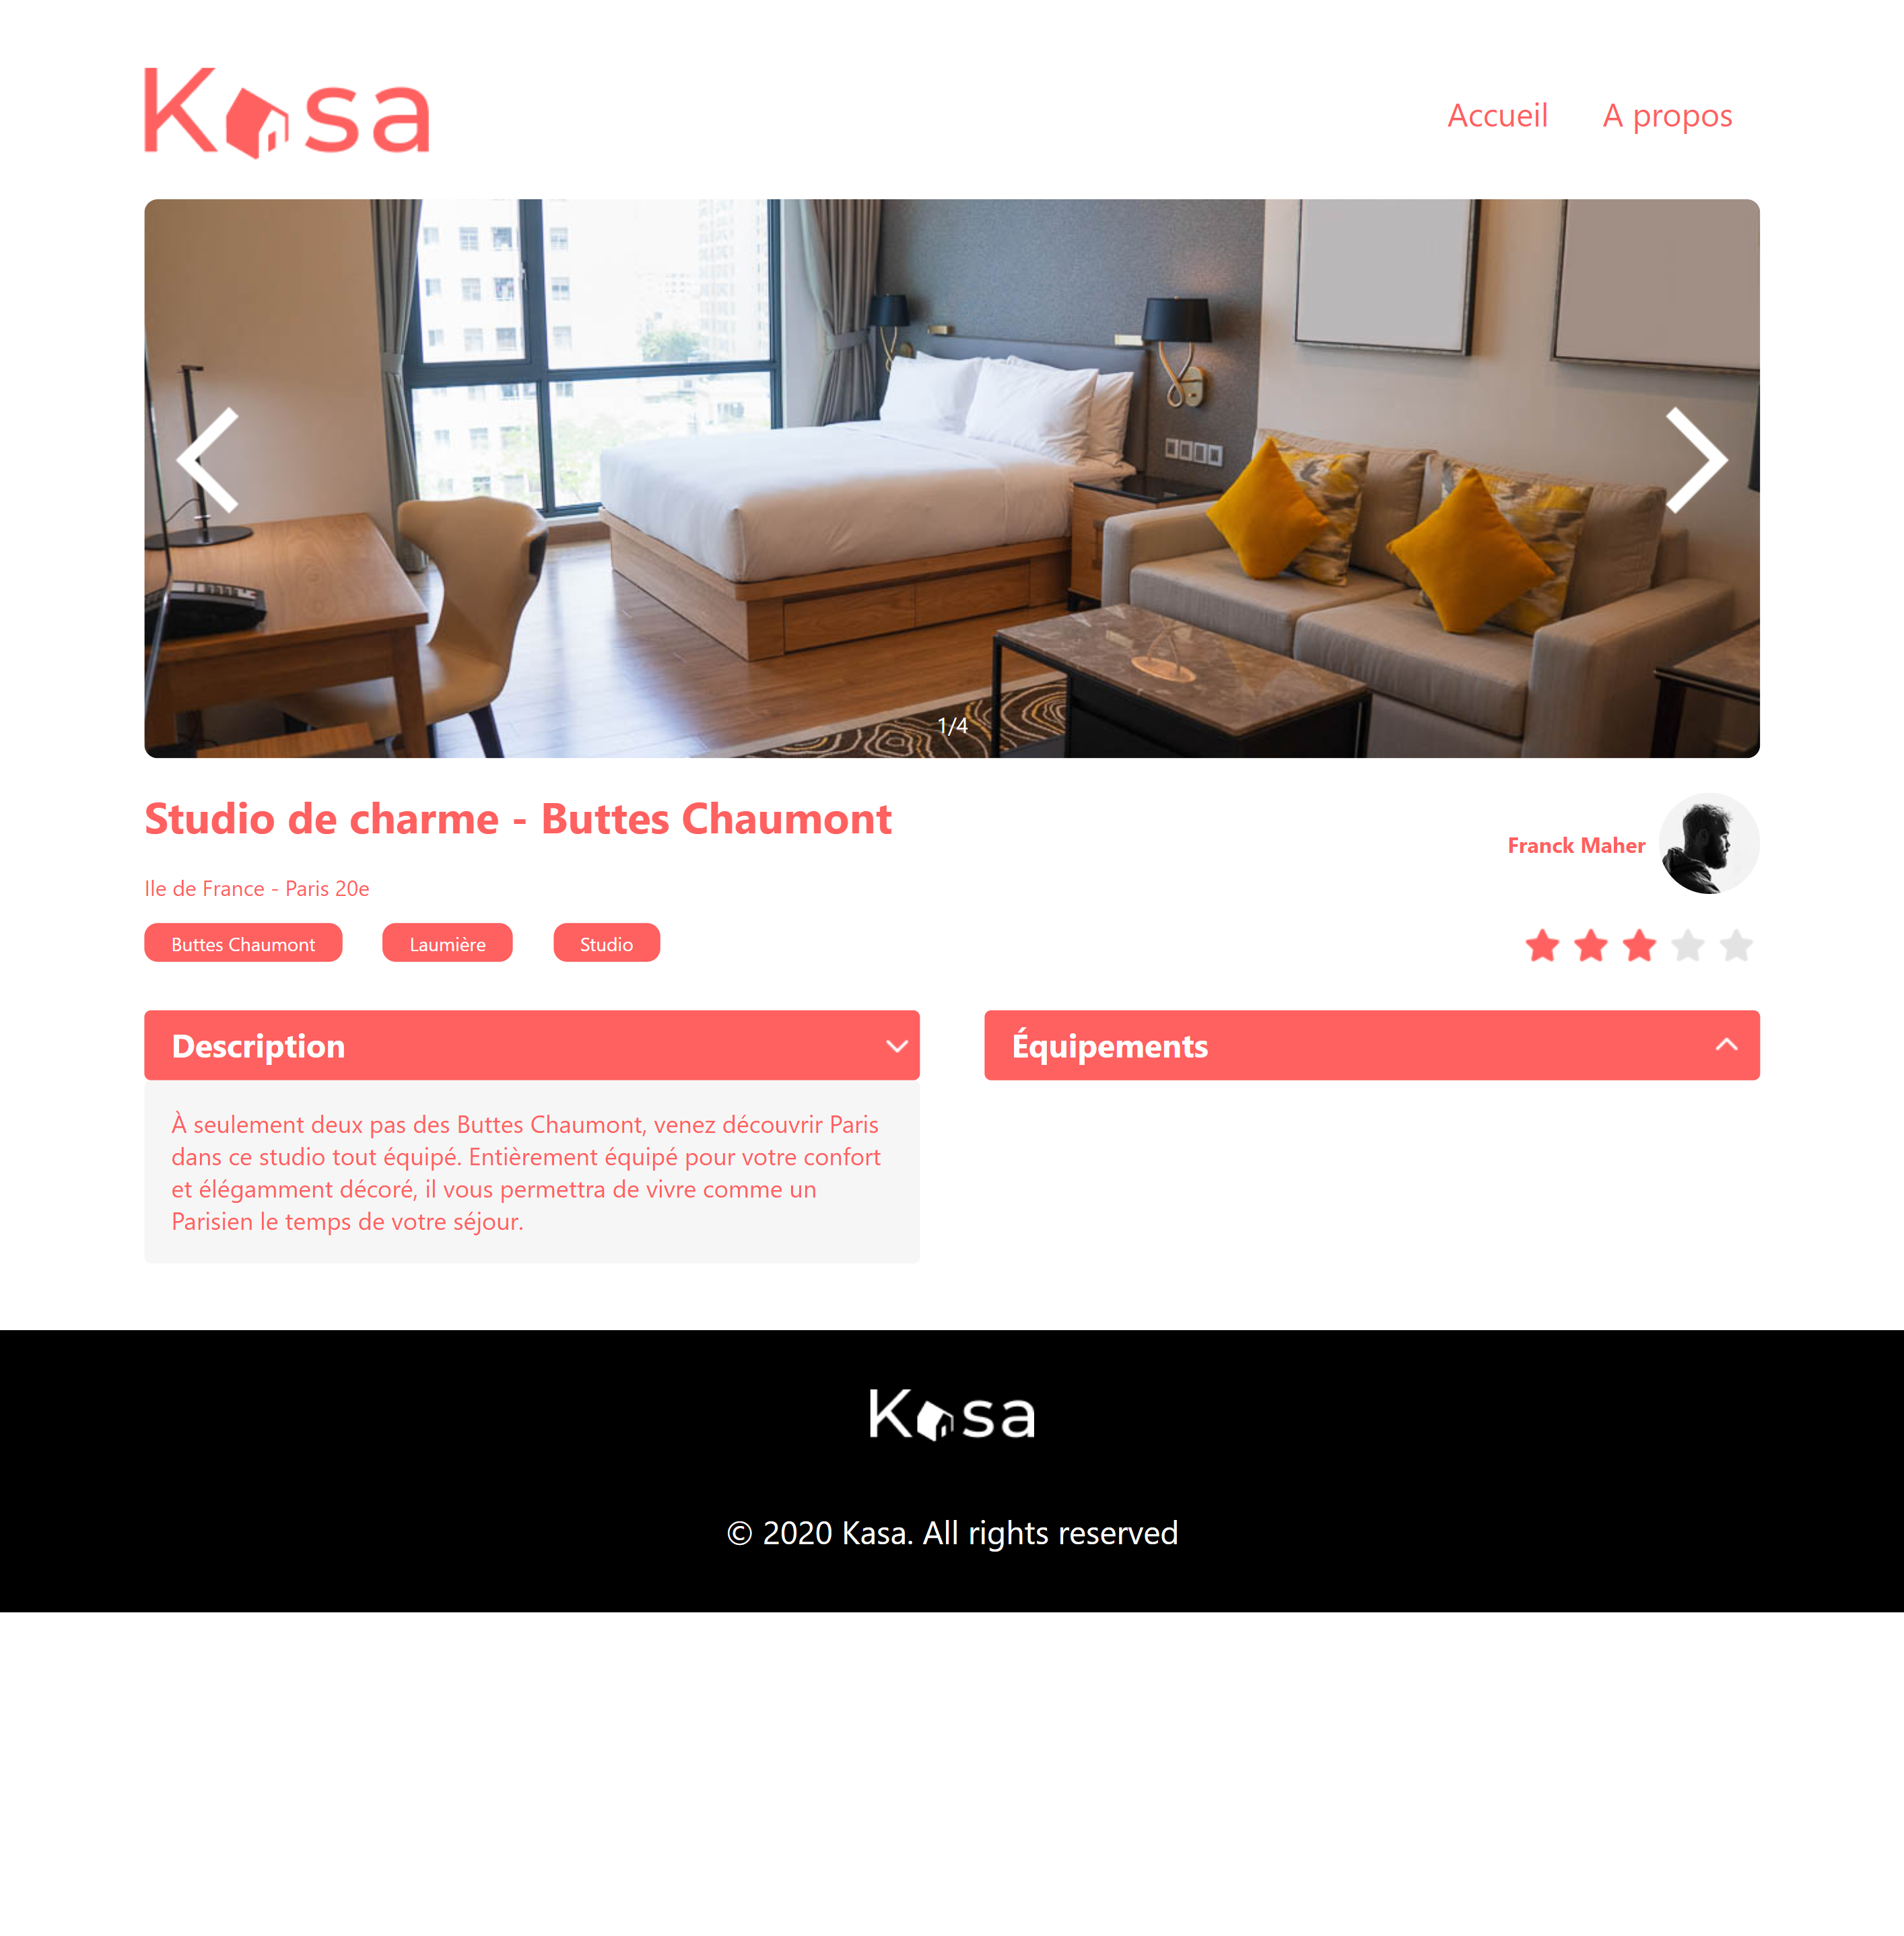 Kasa
Accueil
A propos
1/4
Studio de charme - Buttes Chaumont
Franck Maher
Ile de France - Paris 20e
Buttes Chaumont
Laumière
Studio
Description
Équipements
À seulement deux pas des Buttes Chaumont, venez découvrir Paris
dans ce studio tout équipé. Entièrement équipé pour votre confort
et élégamment décoré, il vous permettra de vivre comme un
Parisien le temps de votre séjour.
Kasa
© 2020 Kasa. All rights reserved